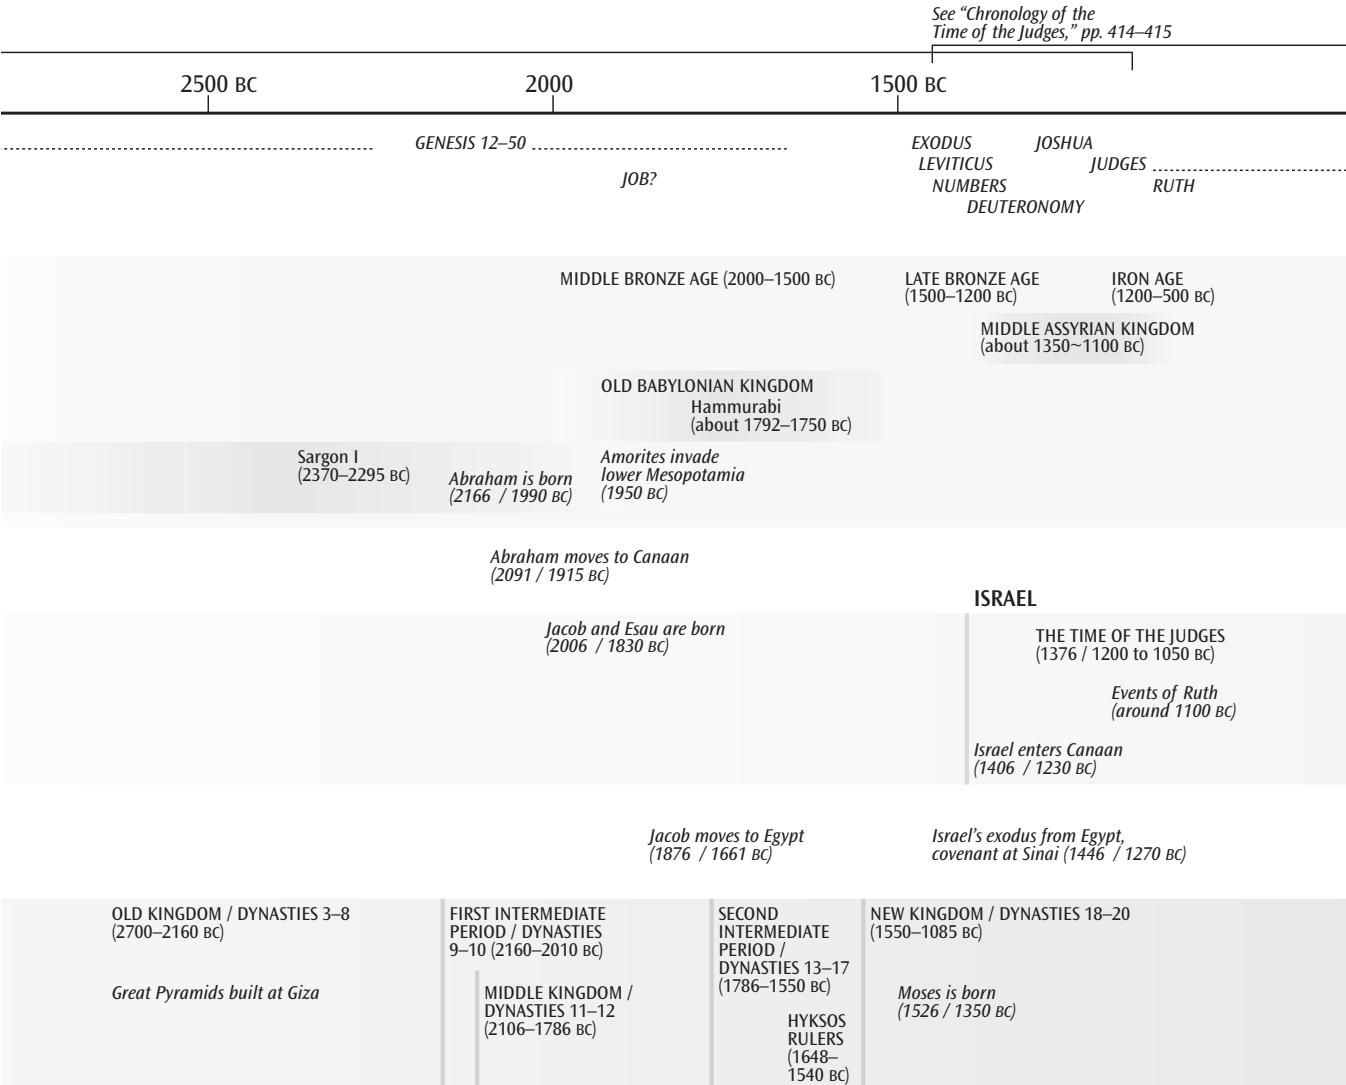 See “Chronology of the
Time of the Judges,” pp. 414–415
2500 BC
2000
1500 BC
GENESIS 12–50
JOB?
EXODUS
LEVITICUS
NUMBERS
DEUTERONOMY
JOSHUA
JUDGES
RUTH
MIDDLE BRONZE AGE (2000–1500 BC)
LATE BRONZE AGE
(1500–1200 BC)
IRON AGE
(1200–500 BC)
MIDDLE ASSYRIAN KINGDOM
(about 1350~1100 BC)
OLD BABYLONIAN KINGDOM
Hammurabi
(about 1792–1750 BC)
Sargon I
(2370–2295 BC)
Abraham is born
(2166 / 1990 BC)
Amorites invade
lower Mesopotamia
(1950 BC)
Abraham moves to Canaan
(2091 / 1915 BC)
ISRAEL
Jacob and Esau are born
(2006 / 1830 BC)
THE TIME OF THE JUDGES
(1376 / 1200 to 1050 BC)
Events of Ruth
(around 1100 BC)
Israel enters Canaan
(1406 / 1230 BC)
Jacob moves to Egypt
(1876 / 1661 BC)
Israel’s exodus from Egypt,
covenant at Sinai (1446 / 1270 BC)
OLD KINGDOM / DYNASTIES 3–8
(2700–2160 BC)
Great Pyramids built at Giza
FIRST INTERMEDIATE
PERIOD / DYNASTIES
9–10 (2160–2010 BC)
MIDDLE KINGDOM /
DYNASTIES 11–12
(2106–1786 BC)
SECOND
INTERMEDIATE
PERIOD /
DYNASTIES 13–17
(1786–1550 BC)
HYKSOS
RULERS
(1648–
1540 BC)
NEW KINGDOM / DYNASTIES 18–20
(1550–1085 BC)
Moses is born
(1526 / 1350 BC)